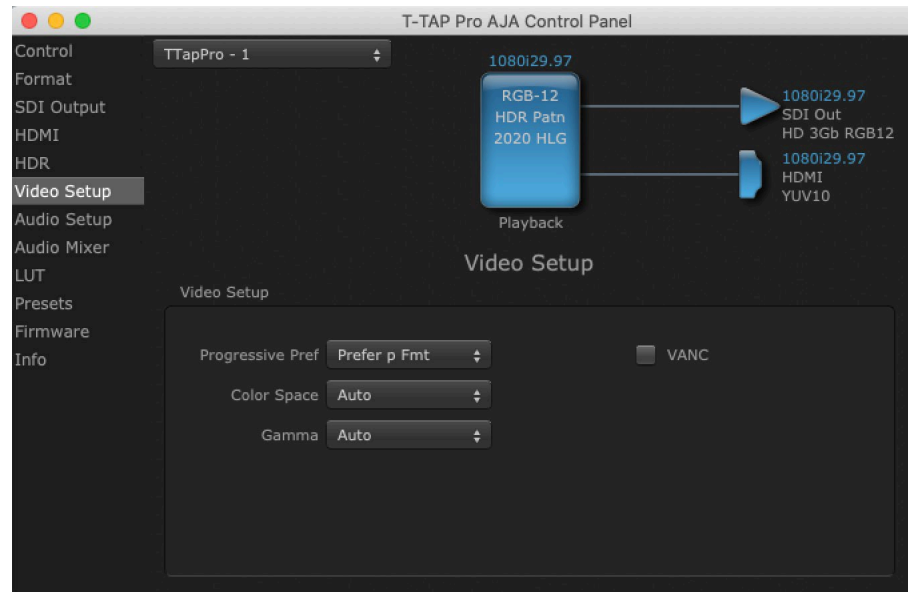 T-TAP Pro AJA Control Panel
Control
Format
SDI Output
HDMI
HDR
Video Setup
Audio Setup
Audio Mixer
LUT
Presets
Firmware
Info
TTapPro - 1
1080i29.97
RGB-12
HDR Patn
2020 HLG
Playback
1080i29.97
SDI Out
HD 3Gb RGB12
1080i29.97
HDMI
YUV10
Video Setup
Video Setup
Progressive Pref Prefer p Fmt
VANC
Color Space Auto
Gamma Auto